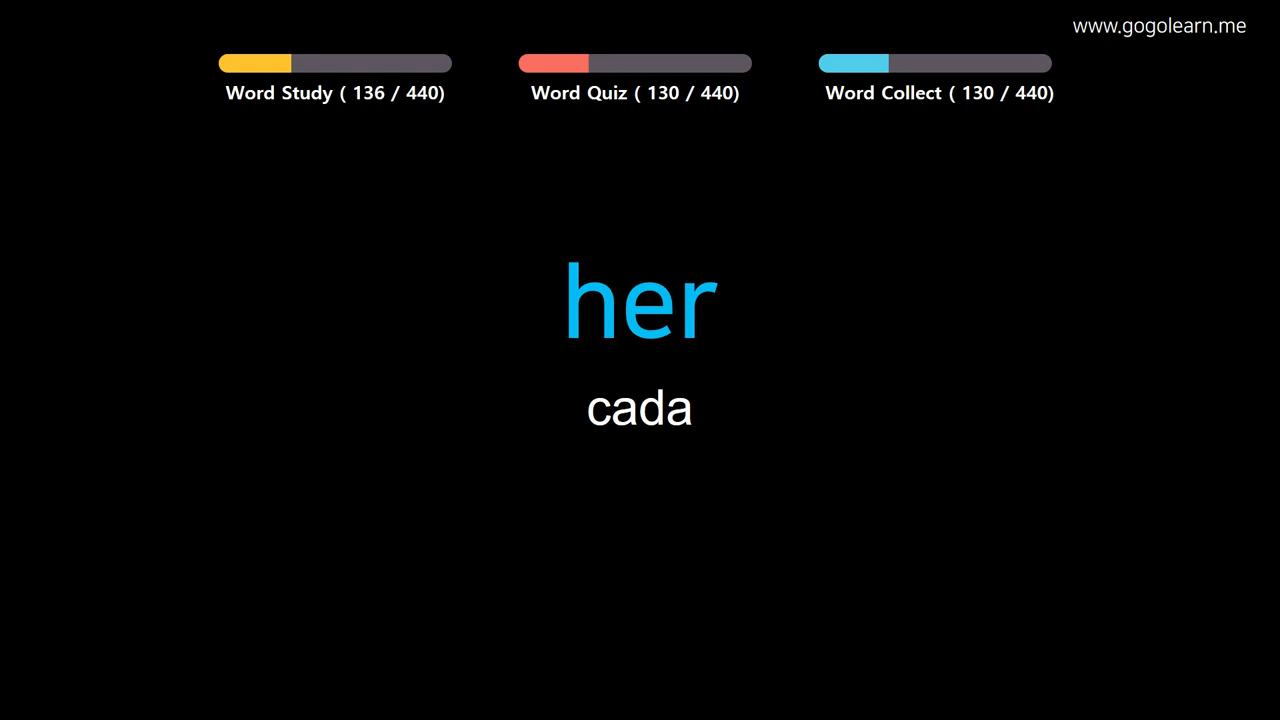 www.gogolearn.me
Word Study ( 136 / 440)
Word Quiz ( 130 / 440)
Word Collect ( 130 / 440)
her
cada